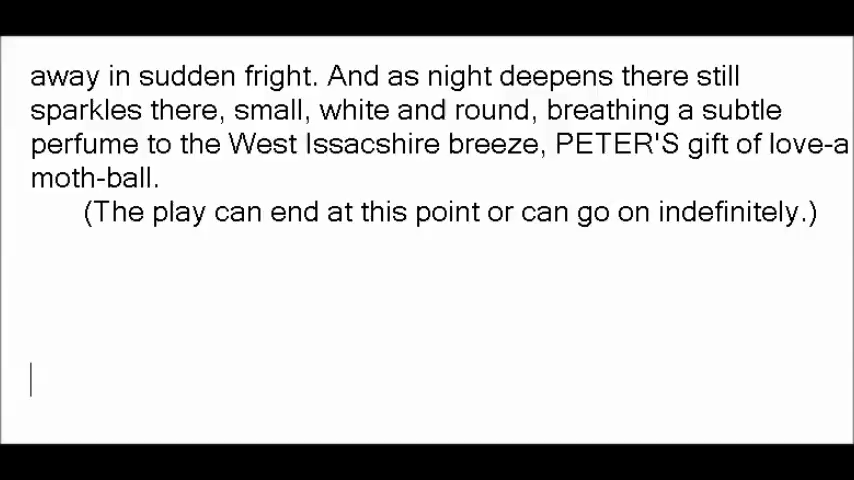 away in sudden fright. And as night deepens there still
sparkles there, small, white and round, breathing a subtle
perfume to the West Issacshire breeze, PETER'S gift of love-a
moth-ball.
(The play can end at this point or can go on indefinitely.)